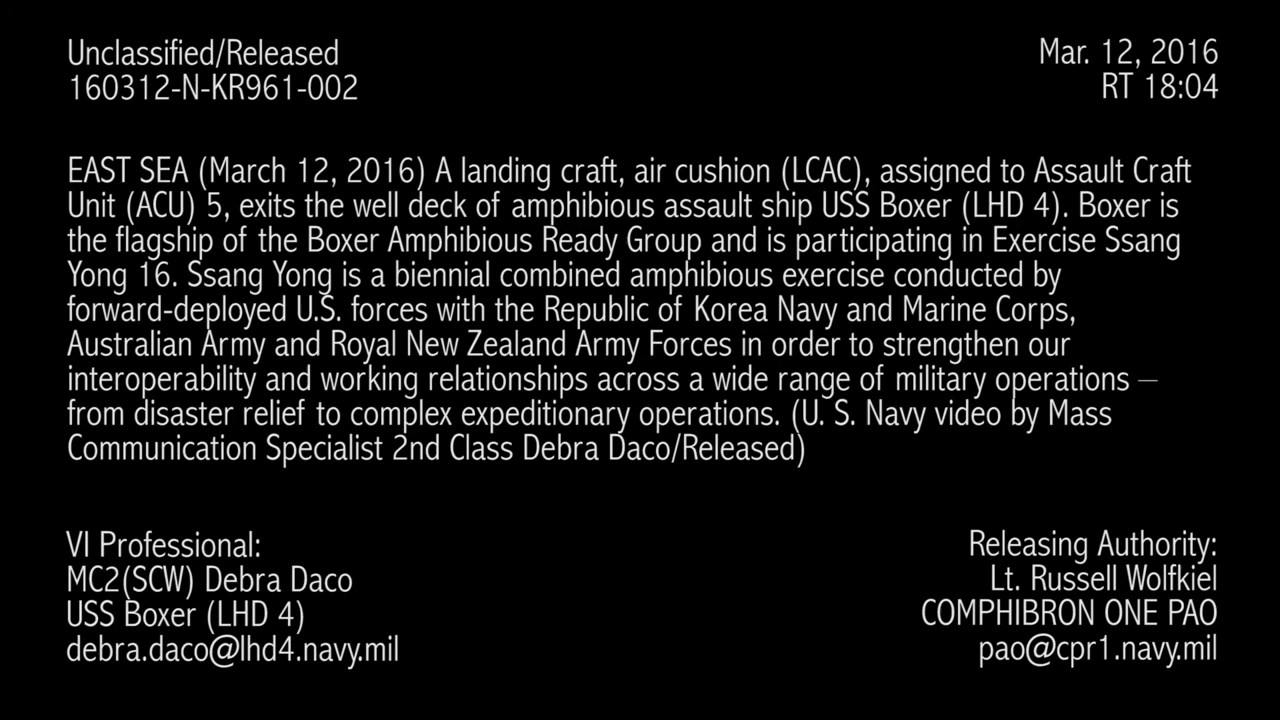 Unclassified/Released
160312-N-KR961-002
Mar. 12, 2016
RT 18:04
EAST SEA (March 12, 2016) A landing craft, air cushion (LCAC), assigned to Assault Craft
Unit (ACU) 5, exits the well deck of amphibious assault ship USS Boxer (LHD 4). Boxer is
the flagship of the Boxer Amphibious Ready Group and is participating in Exercise Ssang
Yong 16. Ssang Yong is a biennial combined amphibious exercise conducted by
forward-deployed U.S. forces with the Republic of Korea Navy and Marine Corps,
Australian Army and Royal New Zealand Army Forces in order to strengthen our
interoperability and working relationships across a wide range of military operations –
from disaster relief to complex expeditionary operations. (U. S. Navy video by Mass
Communication Specialist 2nd Class Debra Daco/Released)
VI Professional:
MC2(SCW) Debra Daco
USS Boxer (LHD 4)
debra.daco@lhd4.navy.mil
Releasing Authority:
Lt. Russell Wolfkiel
COMPHIBRON ONE PAO
pao@cpr1.navy.mil